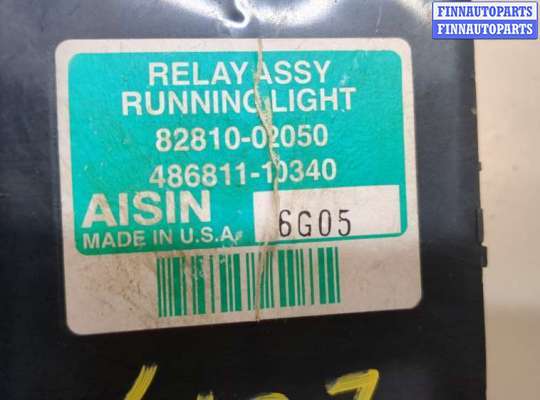 FINNAUTOPARTS
FINNAUTOPARTS
RELAY ASSY
RUNNING LIGHT
82810-02050
486811-10340
AISIN
MADE IN U.S.A.
6G05